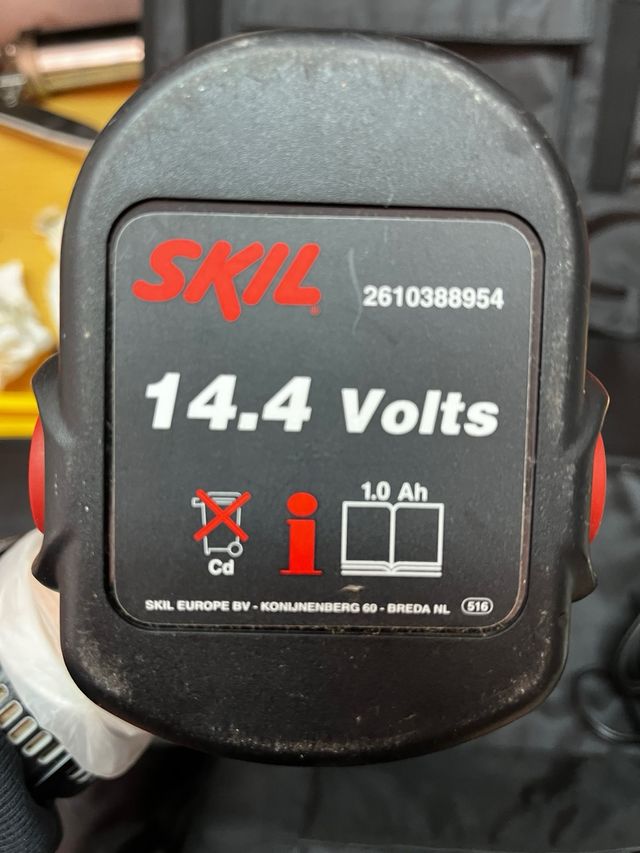 SKIL
2610388954
14.4 Volts
1.0 Ah
Cd
SKIL EUROPE BV - KONIJNENBERG 60 - BREDA NL 516